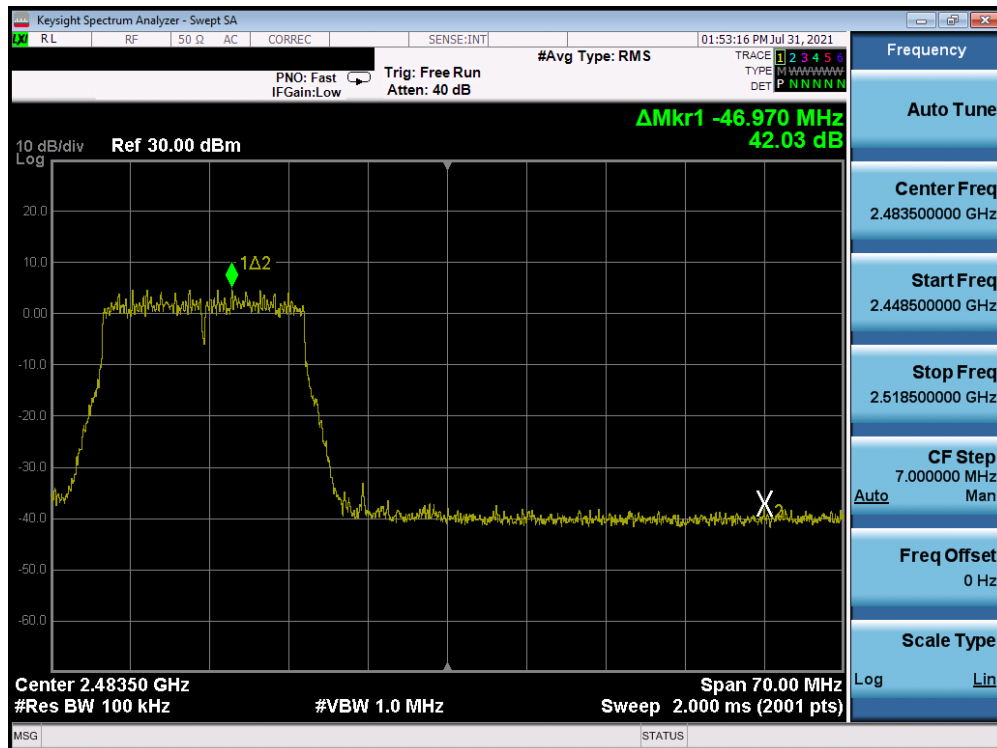 Keysight Spectrum Analyzer - Swept SA
LXI RL RF 50 Ω AC CORREC SENSE:INT 01:53:16 PM Jul 31, 2021
#Avg Type: RMS
TRACE 1 2 3 4 5 6
TYPE M W W W W W
DET P N N N N N
PNO: Fast
IFGain:Low
Trig: Free Run
Atten: 40 dB
ΔMkr1 -46.970 MHz
42.03 dB
10 dB/div
Log
Ref 30.00 dBm
20.0
10.0
0.00
-10.0
-20.0
-30.0
-40.0
-50.0
-60.0
1Δ2
X2
Center 2.48350 GHz
Span 70.00 MHz
#Res BW 100 kHz
#VBW 1.0 MHz
Sweep 2.000 ms (2001 pts)
MSG
STATUS
Frequency
Auto Tune
Center Freq
2.483500000 GHz
Start Freq
2.448500000 GHz
Stop Freq
2.518500000 GHz
CF Step
7.000000 MHz
Auto Man
Freq Offset
0 Hz
Scale Type
Log Lin